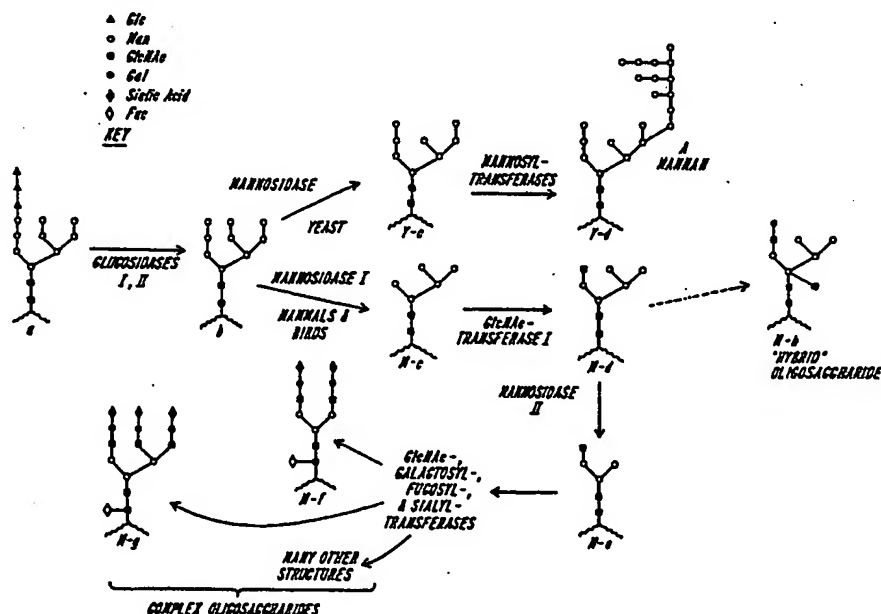 Glc
Man
GlcNAc
Gal
Sialic Acid
Fuc
KEY
GLUCOSIDASES
I, II
a
b
MANNOSIDASE
YEAST
MANNOSIDASE I
MAMMALS &
BIRDS
Y-c
MANNOSYL-
TRANSFERASES
Y-d
A
MANNAN
M-c
GlcNAc-
TRANSFERASE I
M-d
M-h
"HYBRID"
OLIGOSACCHARIDE
MANNOSIDASE
II
M-e
GlcNAc-,
GALACTOSYL-,
FUCOSYL-,
& SIALYL-
TRANSFERASES
M-f
M-g
MANY OTHER
STRUCTURES
COMPLEX OLIGOSACCHARIDES